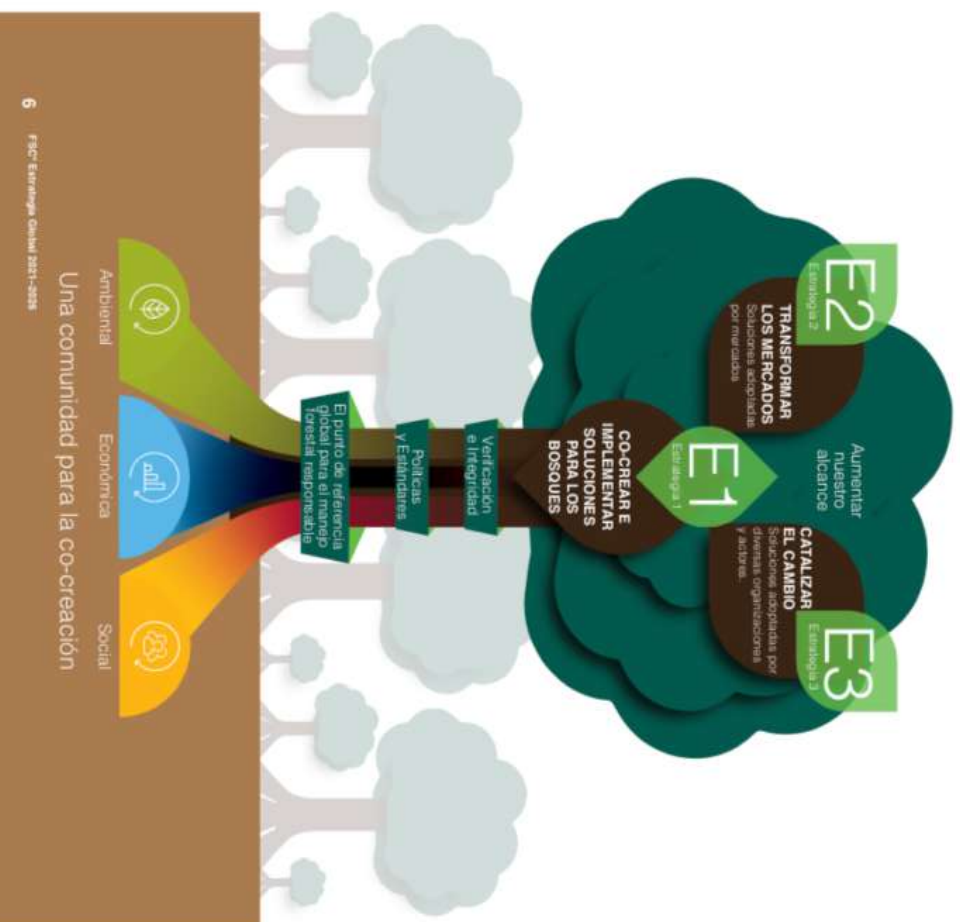 Aumentar
nuestro
alcance
E2
Estrategia 2
TRANSFORMAR
LOS MERCADOS
Soluciones adoptadas
por mercados
E3
Estrategia 3
CATALIZAR
EL CAMBIO
Soluciones adoptadas por
diversas organizaciones
y actores.
E1
Estrategia 1
CO-CREAR E
IMPLEMENTAR
SOLUCIONES
PARA LOS
BOSQUES
Verificación
e Integridad
Políticas
y Estándares
El punto de referencia
global para el manejo
forestal responsable
Ambiental
Económica
Social
Una comunidad para la co-creación
6 FSC® Estrategia Global 2021–2026